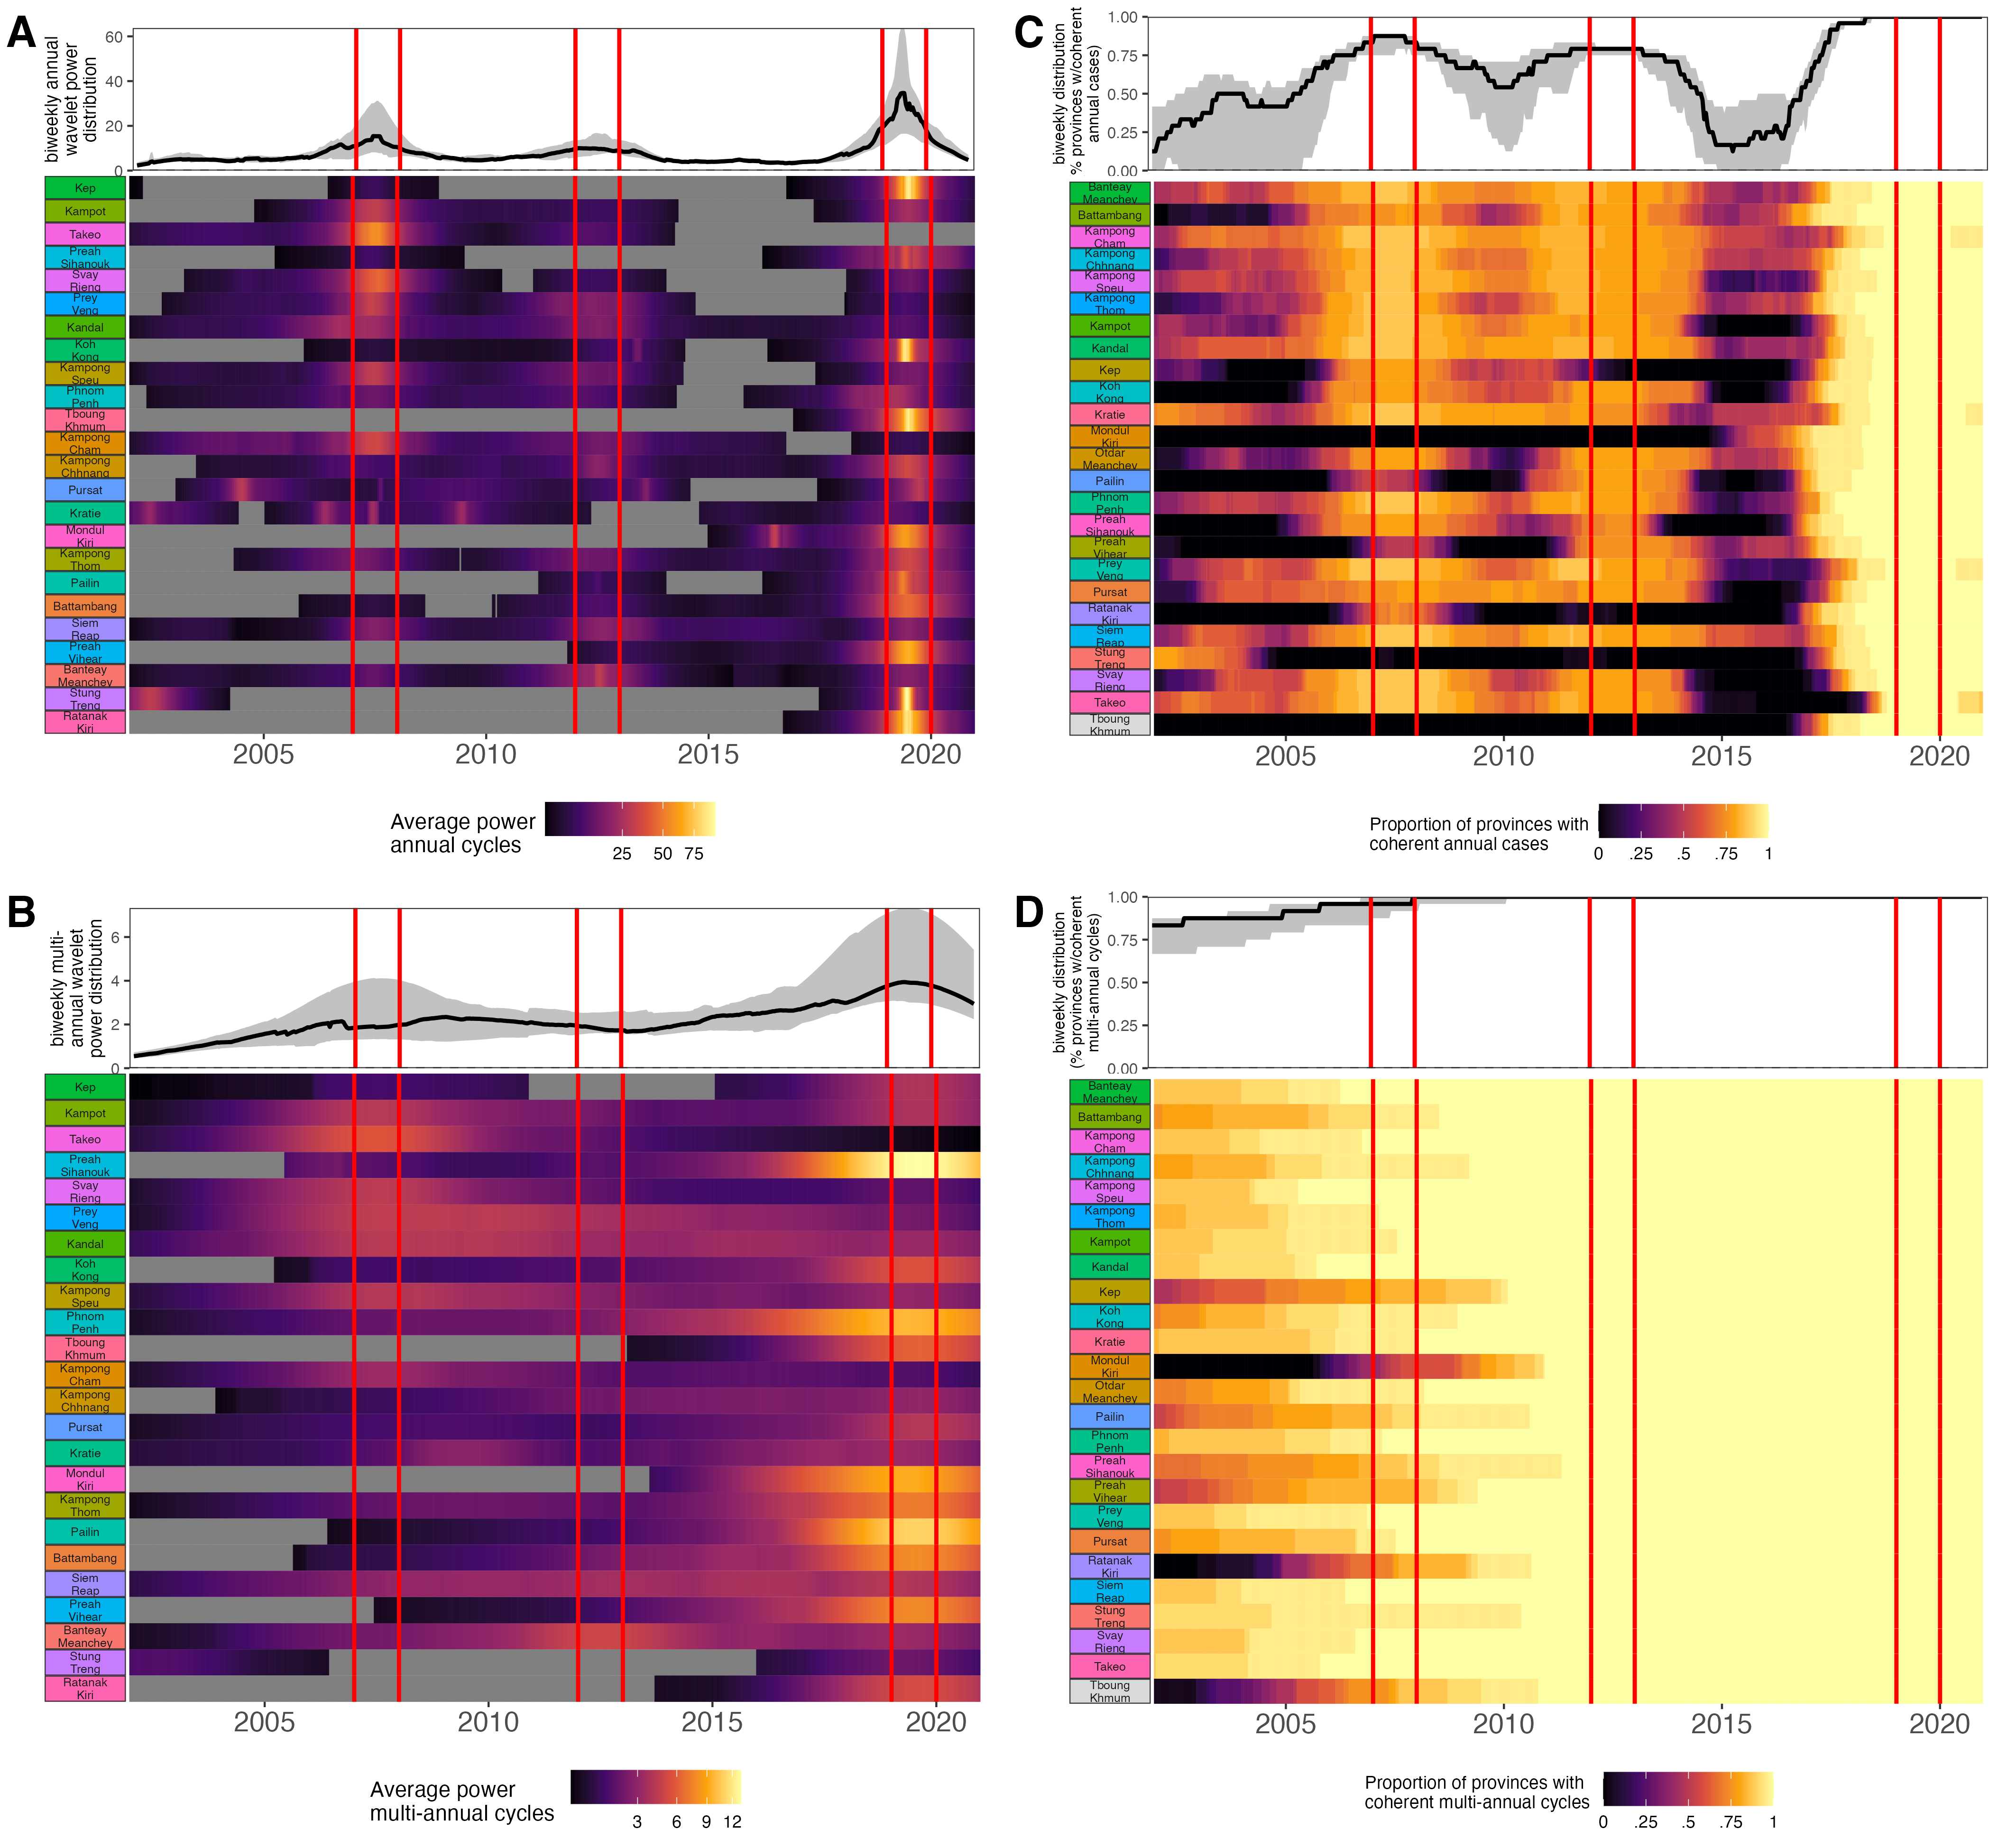 A
biweekly annual
wavelet power
distribution
60
40
20
0
Kep
Kampot
Takeo
Preah
Sihanouk
Svay
Rieng
Prey
Veng
Kandal
Koh
Kong
Kampong
Speu
Phnom
Penh
Tboung
Khmum
Kampong
Cham
Kampong
Chhnang
Pursat
Kratie
Mondul
Kiri
Kampong
Thom
Pailin
Battambang
Siem
Reap
Preah
Vihear
Banteay
Meanchey
Stung
Treng
Ratanak
Kiri
2005
2010
2015
2020
Average power
annual cycles
25
50
75
B
biweekly multi-
annual wavelet
power distribution
6
4
2
0
Kep
Kampot
Takeo
Preah
Sihanouk
Svay
Rieng
Prey
Veng
Kandal
Koh
Kong
Kampong
Speu
Phnom
Penh
Tboung
Khmum
Kampong
Cham
Kampong
Chhnang
Pursat
Kratie
Mondul
Kiri
Kampong
Thom
Pailin
Battambang
Siem
Reap
Preah
Vihear
Banteay
Meanchey
Stung
Treng
Ratanak
Kiri
2005
2010
2015
2020
Average power
multi-annual cycles
3
6
9
12
C
biweekly distribution
% provinces w/coherent
annual cases)
1.00
0.75
0.50
0.25
0.00
Banteay
Meanchey
Battambang
Kampong
Cham
Kampong
Chhnang
Kampong
Speu
Kampong
Thom
Kampot
Kandal
Kep
Koh
Kong
Kratie
Mondul
Kiri
Otdar
Meanchey
Pailin
Phnom
Penh
Preah
Sihanouk
Preah
Vihear
Prey
Veng
Pursat
Ratanak
Kiri
Siem
Reap
Stung
Treng
Svay
Rieng
Takeo
Tboung
Khmum
2005
2010
2015
2020
Proportion of provinces with
coherent annual cases
0
.25
.5
.75
1
D
biweekly distribution
(% provinces w/coherent
multi-annual cycles)
1.00
0.75
0.50
0.25
0.00
Banteay
Meanchey
Battambang
Kampong
Cham
Kampong
Chhnang
Kampong
Speu
Kampong
Thom
Kampot
Kandal
Kep
Koh
Kong
Kratie
Mondul
Kiri
Otdar
Meanchey
Pailin
Phnom
Penh
Preah
Sihanouk
Preah
Vihear
Prey
Veng
Pursat
Ratanak
Kiri
Siem
Reap
Stung
Treng
Svay
Rieng
Takeo
Tboung
Khmum
2005
2010
2015
2020
Proportion of provinces with
coherent multi-annual cycles
0
.25
.5
.75
1